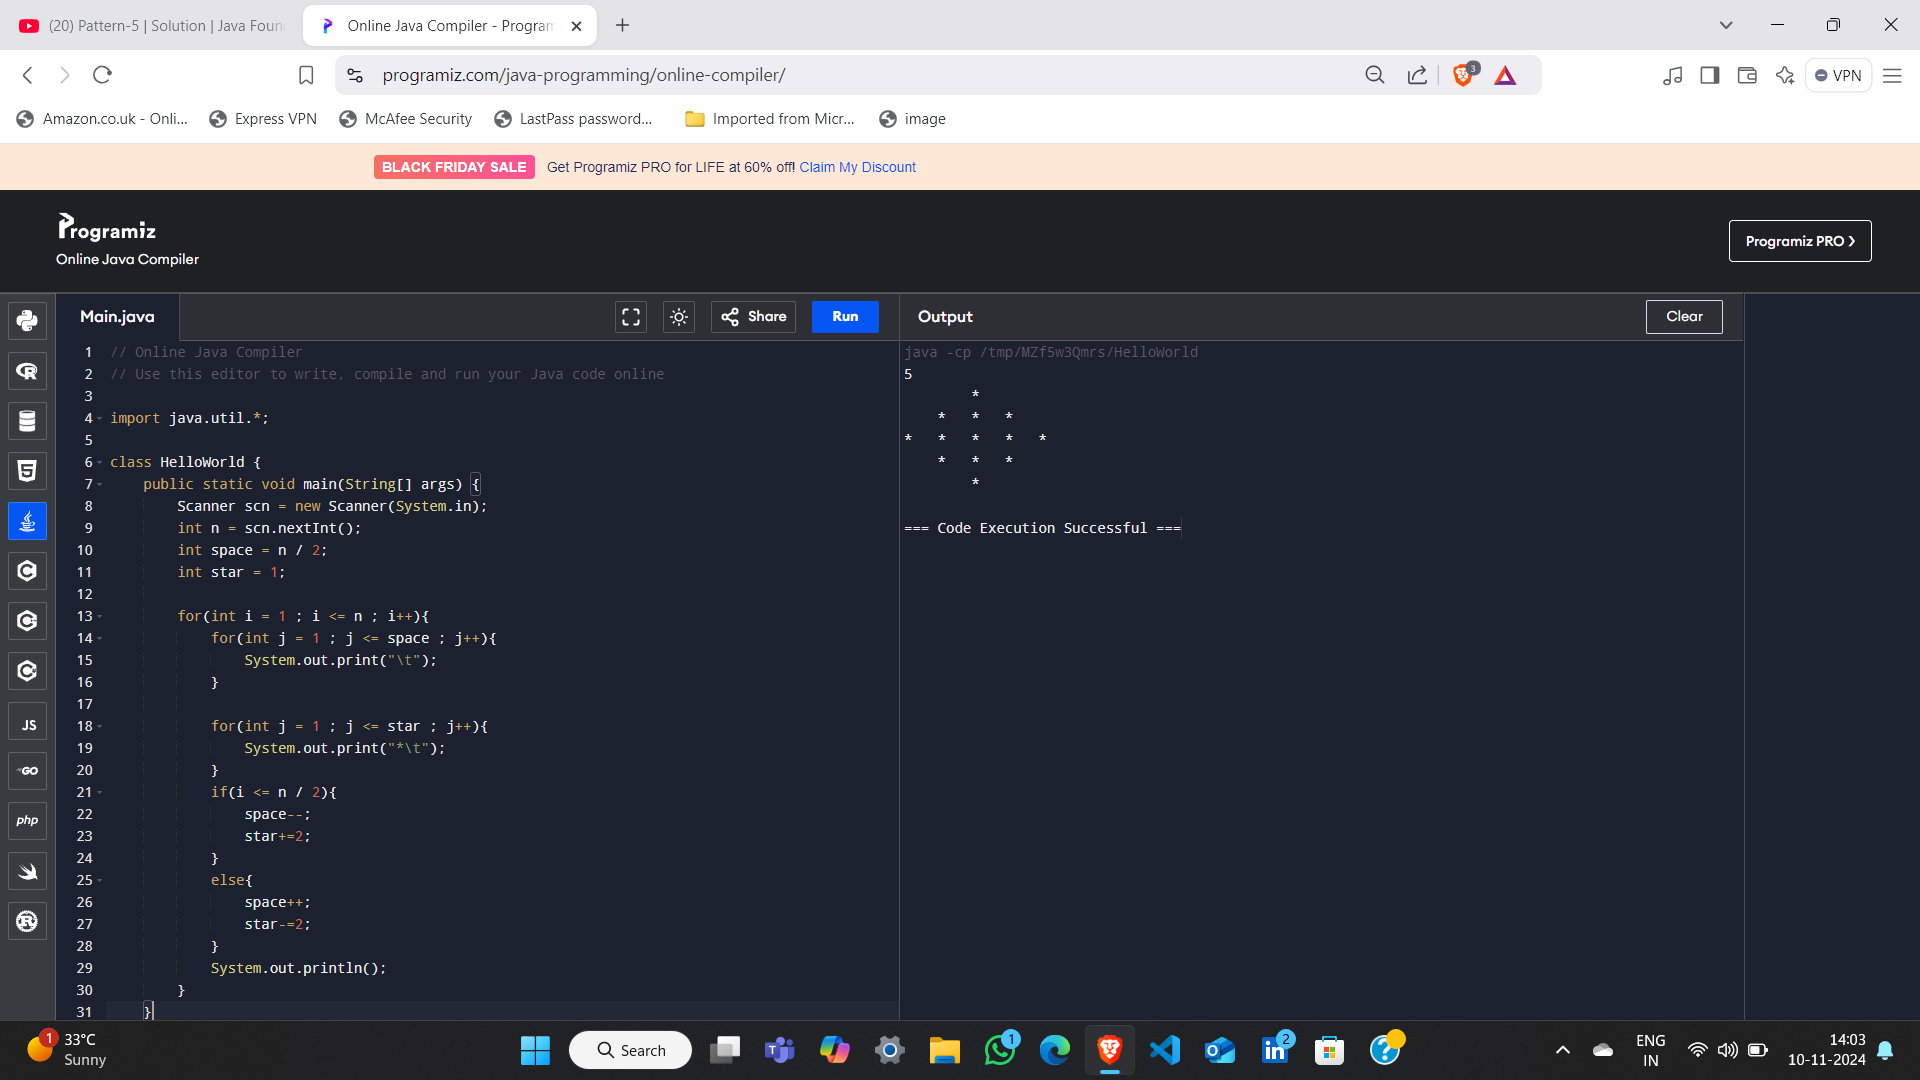 (20) Pattern-5 | Solution | Java Foun
Online Java Compiler - Program
programiz.com/java-programming/online-compiler/
3
VPN
Amazon.co.uk - Onli...
Express VPN
McAfee Security
LastPass password...
Imported from Micr...
image
BLACK FRIDAY SALE Get Programiz PRO for LIFE at 60% off! Claim My Discount
Programiz
Online Java Compiler
Programiz PRO ❯
Main.java
Share
Run
Output
Clear
1 // Online Java Compiler
2 // Use this editor to write, compile and run your Java code online
3
4 import java.util.*;
5
6 class HelloWorld {
7     public static void main(String[] args) {
8         Scanner scn = new Scanner(System.in);
9         int n = scn.nextInt();
10         int space = n / 2;
11         int star = 1;
12
13         for(int i = 1 ; i <= n ; i++){
14             for(int j = 1 ; j <= space ; j++){
15                 System.out.print("\t");
16             }
17
18             for(int j = 1 ; j <= star ; j++){
19                 System.out.print("*\t");
20             }
21             if(i <= n / 2){
22                 space--;
23                 star+=2;
24             }
25             else{
26                 space++;
27                 star-=2;
28             }
29             System.out.println();
30         }
31     }
java -cp /tmp/MZf5w3Qmrs/HelloWorld
5
        *
    *   *   *
*   *   *   *   *
    *   *   *
        *
=== Code Execution Successful ===
R
5
C
C
C
JS
GO
php
R
1
33°C
Sunny
Search
1
2
ENG
IN
14:03
10-11-2024